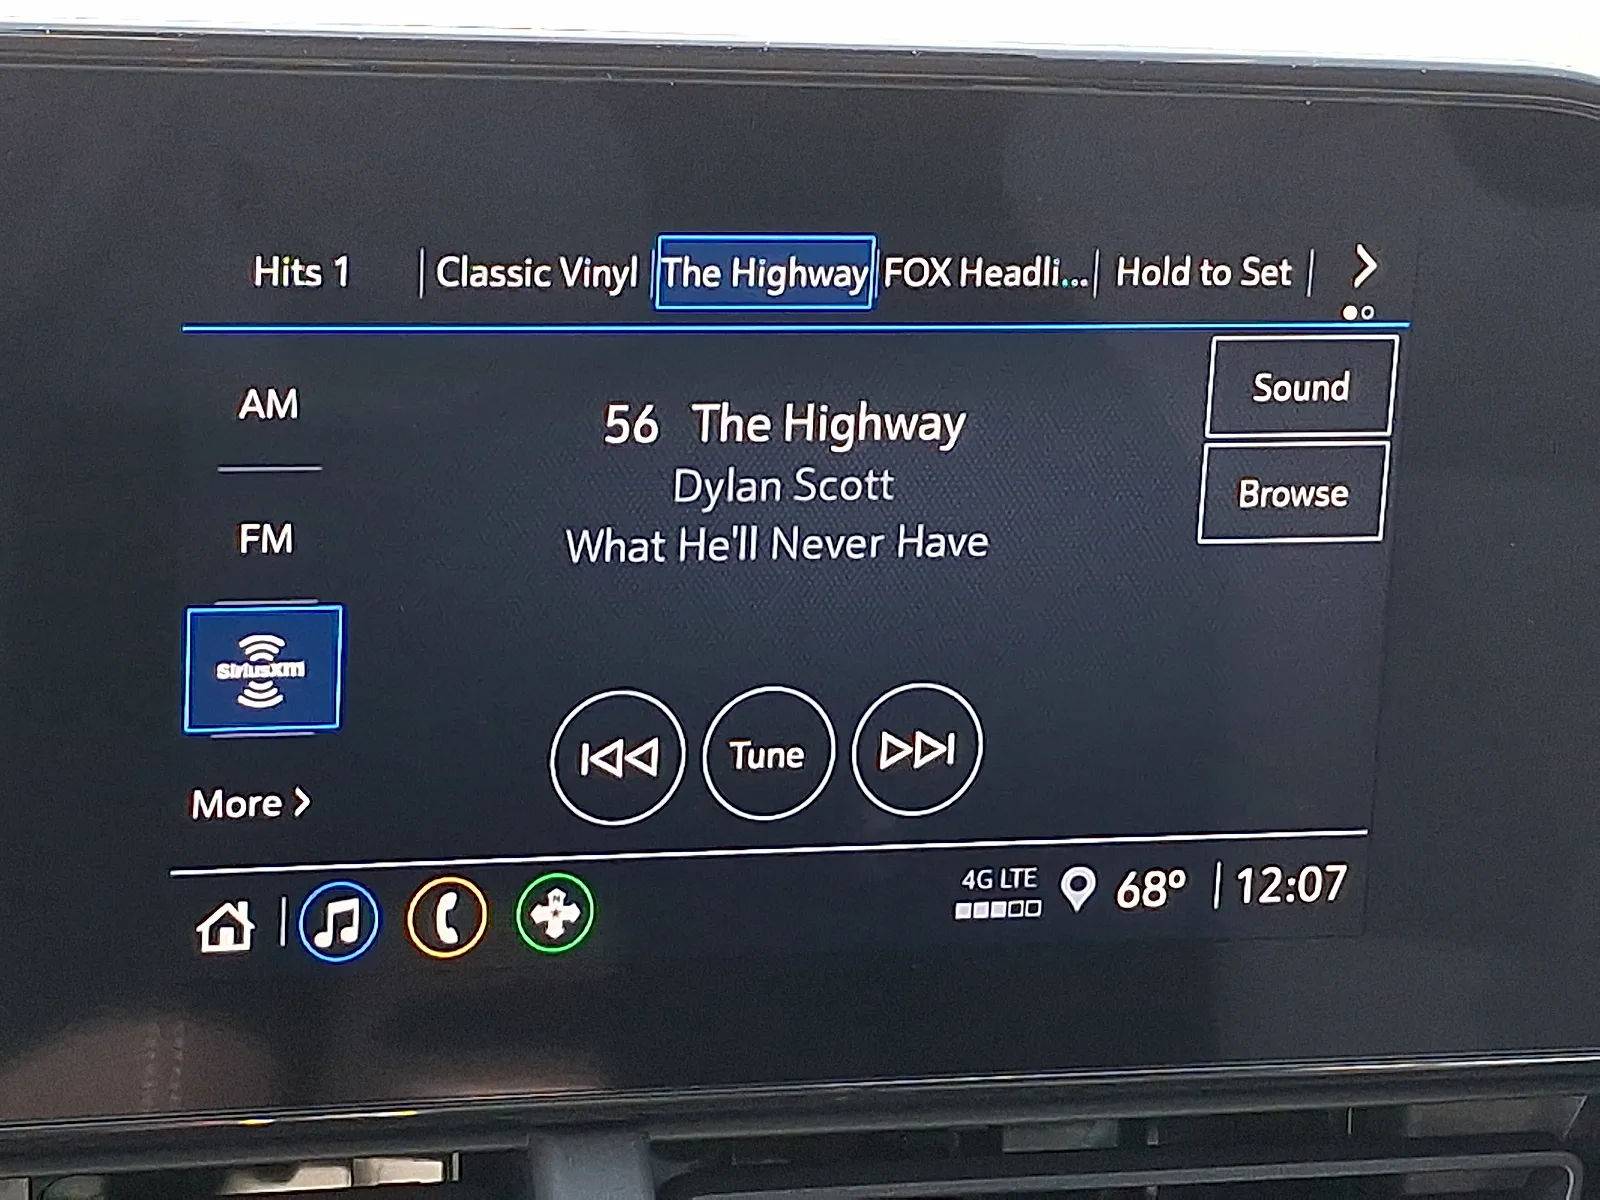 Hits 1 | Classic Vinyl | The Highway | FOX Headli... | Hold to Set |
Sound
AM
56 The Highway
Dylan Scott
Browse
FM
What He'll Never Have
SiriusXM
Tune
More >
4G LTE
68° | 12:07